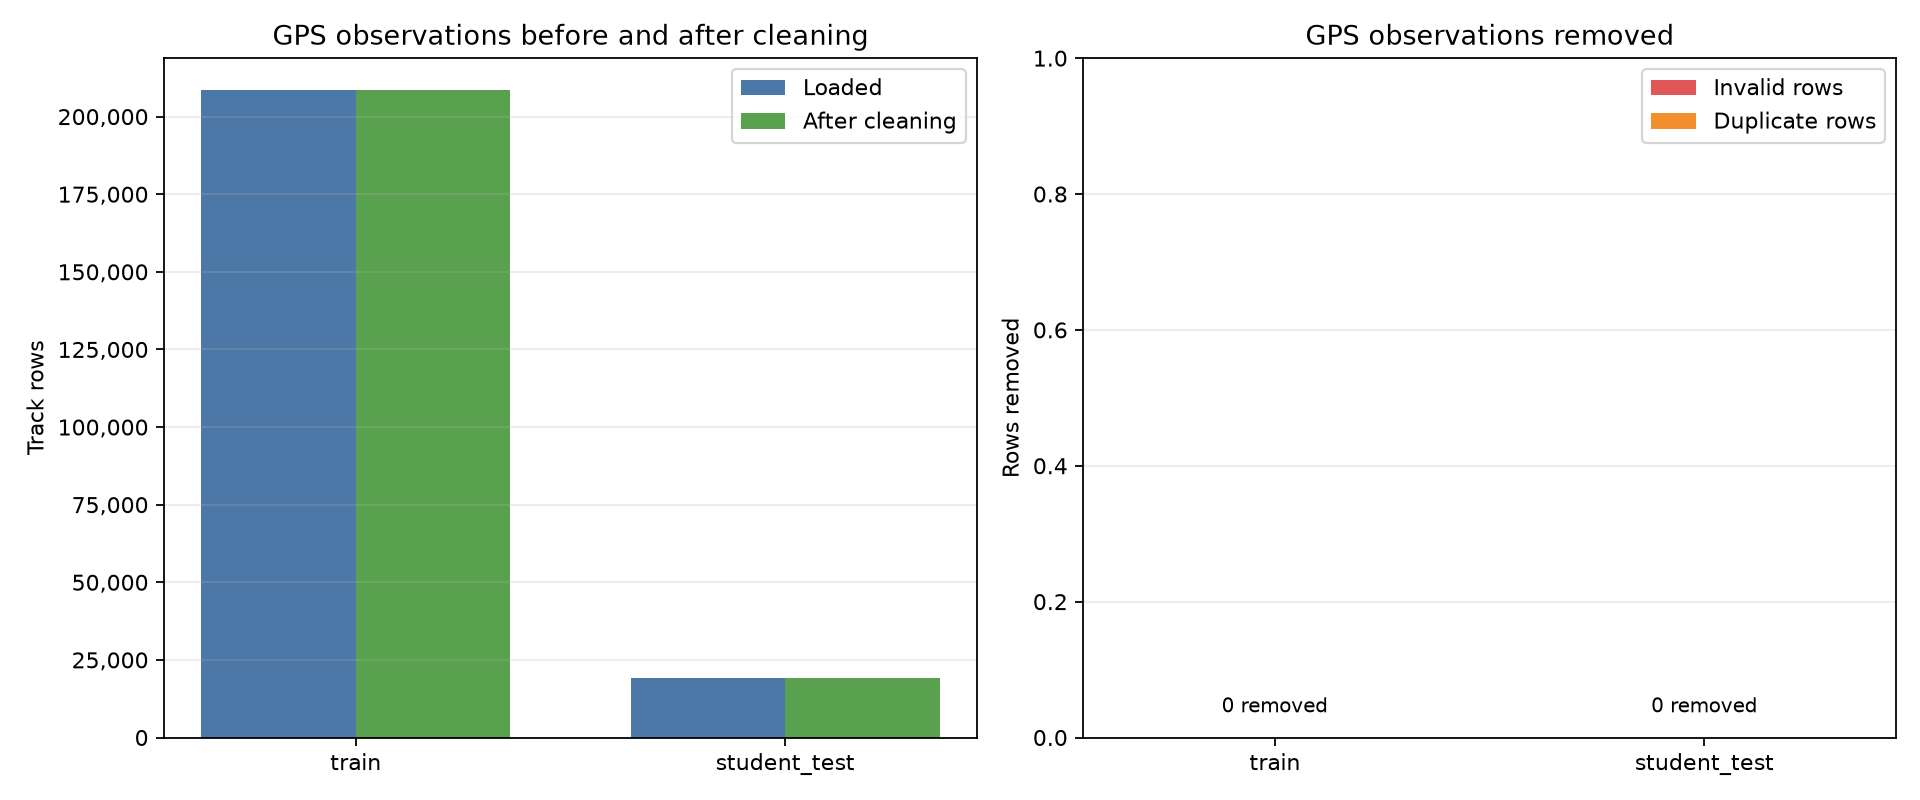 GPS observations before and after cleaning
Loaded
After cleaning
Track rows
200,000
175,000
150,000
125,000
100,000
75,000
50,000
25,000
0
train
student_test
GPS observations removed
Invalid rows
Duplicate rows
Rows removed
1.0
0.8
0.6
0.4
0.2
0.0
0 removed
0 removed
train
student_test